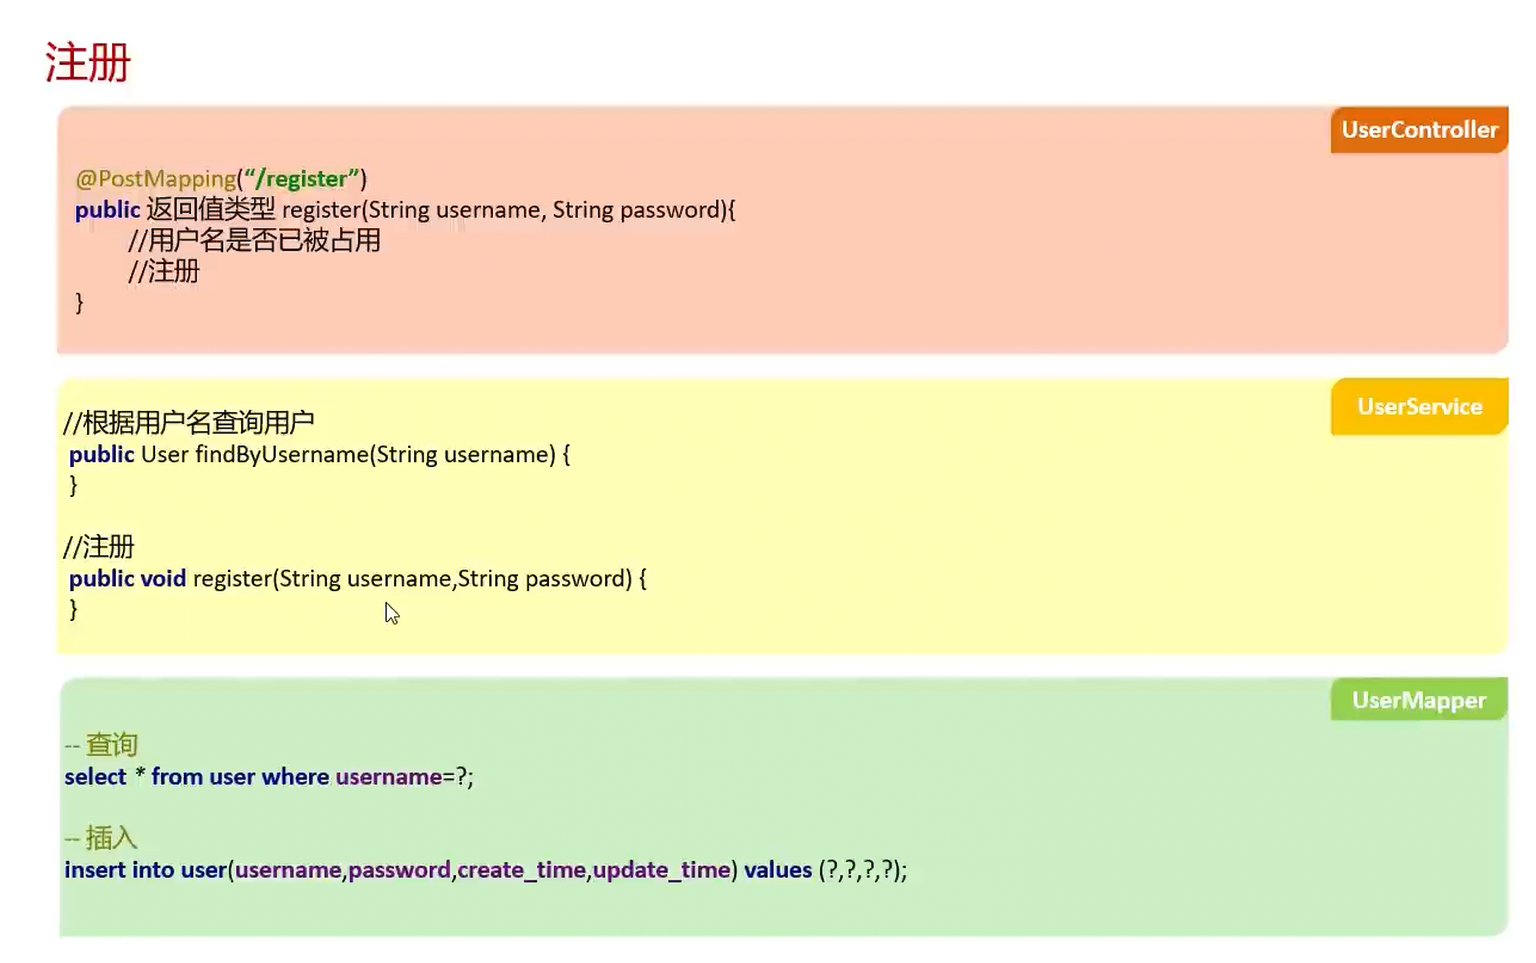 注册
UserController
@PostMapping(“/register”)
public 返回值类型 register(String username, String password){
//用户名是否已被占用
//注册
}
UserService
//根据用户名查询用户
public User findByUsername(String username) {
}
//注册
public void register(String username,String password) {
}
UserMapper
-- 查询
select * from user where username=?;
-- 插入
insert into user(username,password,create_time,update_time) values (?,?,?,?);